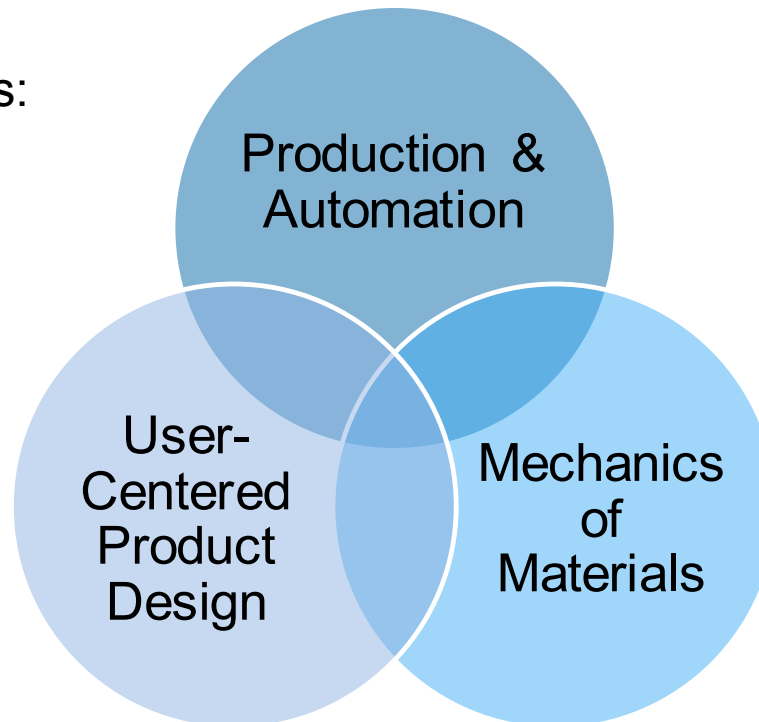 s:
Production &
Automation
User-
Centered
Product
Design
Mechanics
of
Materials